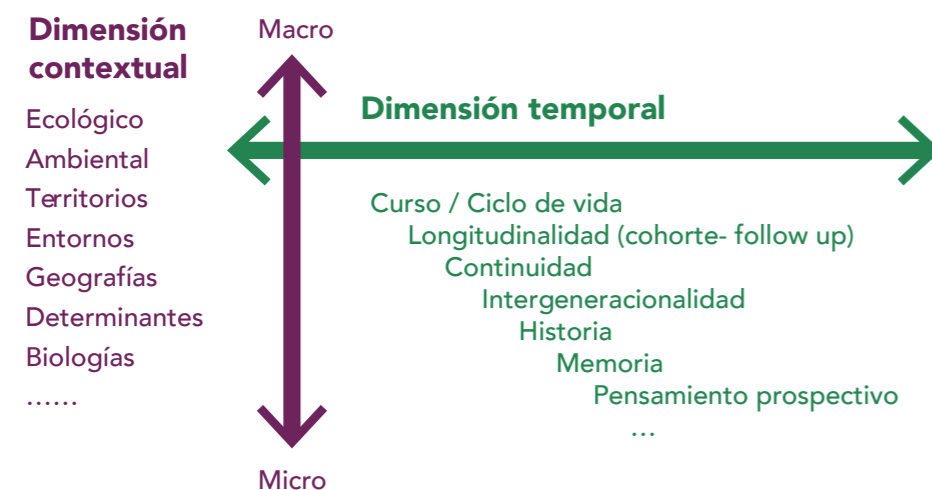 Dimensión
contextual
Ecológico
Ambiental
Territorios
Entornos
Geografías
Determinantes
Biologías
……
Macro
Micro
Dimensión temporal
Curso / Ciclo de vida
Longitudinalidad (cohorte- follow up)
Continuidad
Intergeneracionalidad
Historia
Memoria
Pensamiento prospectivo
…